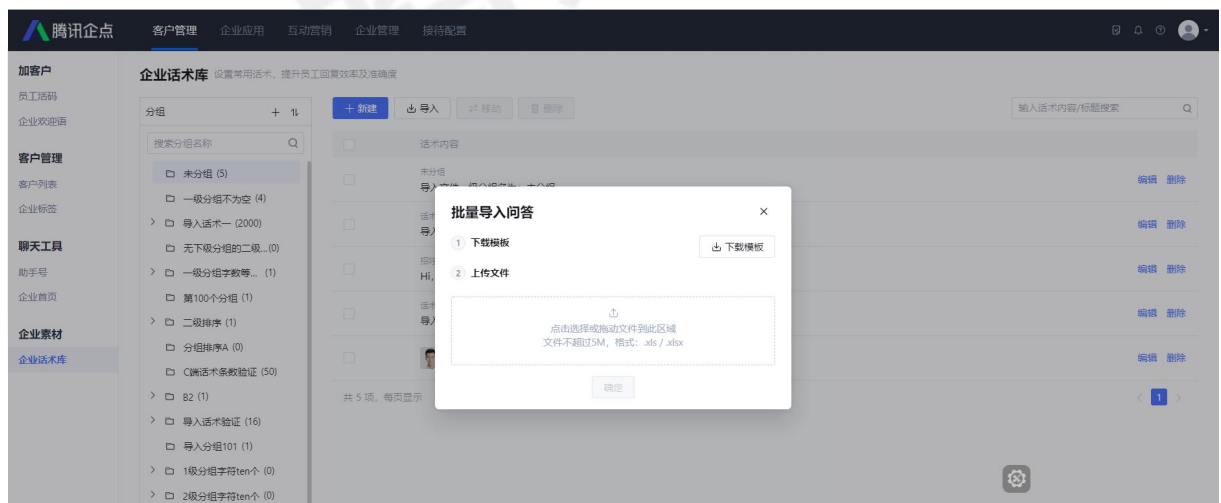 腾讯企点
客户管理 企业应用 互动营销 企业管理 接待配置
加客户
员工活码
企业欢迎语
客户管理
客户列表
企业标签
聊天工具
助手号
企业首页
企业素材
企业话术库
企业话术库 设置常用话术，提升员工回复效率及准确度
分组
搜索分组名称
未分组 (5)
一级分组不为空 (4)
导入话术一 (2000)
无下级分组的二级...(0)
一级分组字数等... (1)
第100个分组 (1)
二级排序 (1)
分组排序A (0)
C端话术条数验证 (50)
B2 (1)
导入话术验证 (16)
导入分组101 (1)
1级分组字符ten个 (0)
2级分组字符ten个 (0)
+ 新建 导入 移动 删除
输入话术内容/标题搜索
话术内容
未分组
编辑 删除
编辑 删除
Hi,
编辑 删除
编辑 删除
编辑 删除
共 5 项，每页显示
1
批量导入问答
1 下载模板
下载模板
2 上传文件
点击选择或拖动文件到此区域
文件不超过5M，格式：.xls / .xlsx
确定